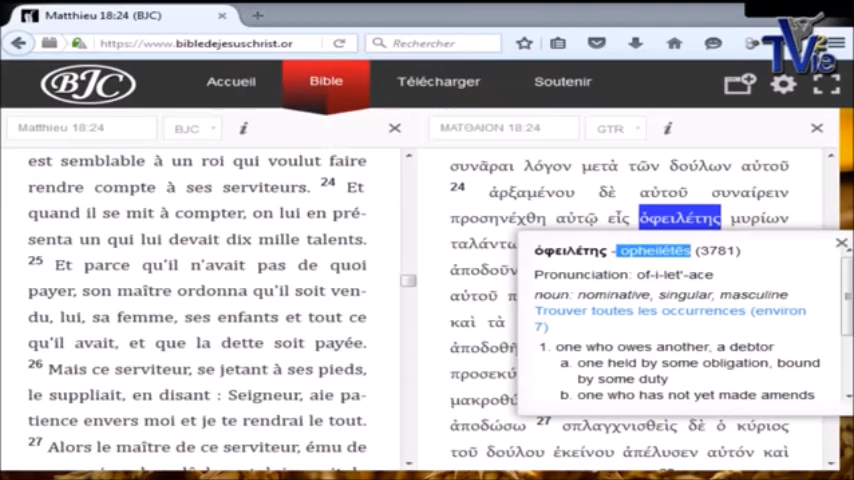 Matthieu 18:24 (BJC)
https://www.bibledejesuschrist.or
Rechercher
TV2Vie
BJC
Accueil
Bible
Télécharger
Soutenir
Matthieu 18:24
BJC
ΜΑΤΘΑΙΟΝ 18:24
GTR
est semblable à un roi qui voulut faire
rendre compte à ses serviteurs. 24 Et
quand il se mit à compter, on lui en pré-
senta un qui lui devait dix mille talents.
25 Et parce qu'il n'avait pas de quoi
payer, son maître ordonna qu'il soit ven-
du, lui, sa femme, ses enfants et tout ce
qu'il avait, et que la dette soit payée.
26 Mais ce serviteur, se jetant à ses pieds,
le suppliait, en disant : Seigneur, aie pa-
tience envers moi et je te rendrai le tout.
27 Alors le maître de ce serviteur, ému de
συνᾶραι λόγον μετὰ τῶν δούλων αὐτοῦ
24 ἀρξαμένου δὲ αὐτοῦ συναίρειν
προσηνέχθη αὐτῷ εἷς ὀφειλέτης μυρίων
ταλάντω
ἀποδοῦν
αὐτοῦ π
καὶ τὰ
ἀποδοθῆ
προσεκύ
μακροθύ
ἀποδώσω 27 σπλαγχνισθεὶς δὲ ὁ κύριος
τοῦ δούλου ἐκείνου ἀπέλυσεν αὐτόν καὶ
ὀφειλέτης - opheilétēs (3781)
Pronunciation: of-i-let'-ace
noun: nominative, singular, masculine
Trouver toutes les occurrences (environ
7)
1. one who owes another, a debtor
a. one held by some obligation, bound
by some duty
b. one who has not yet made amends